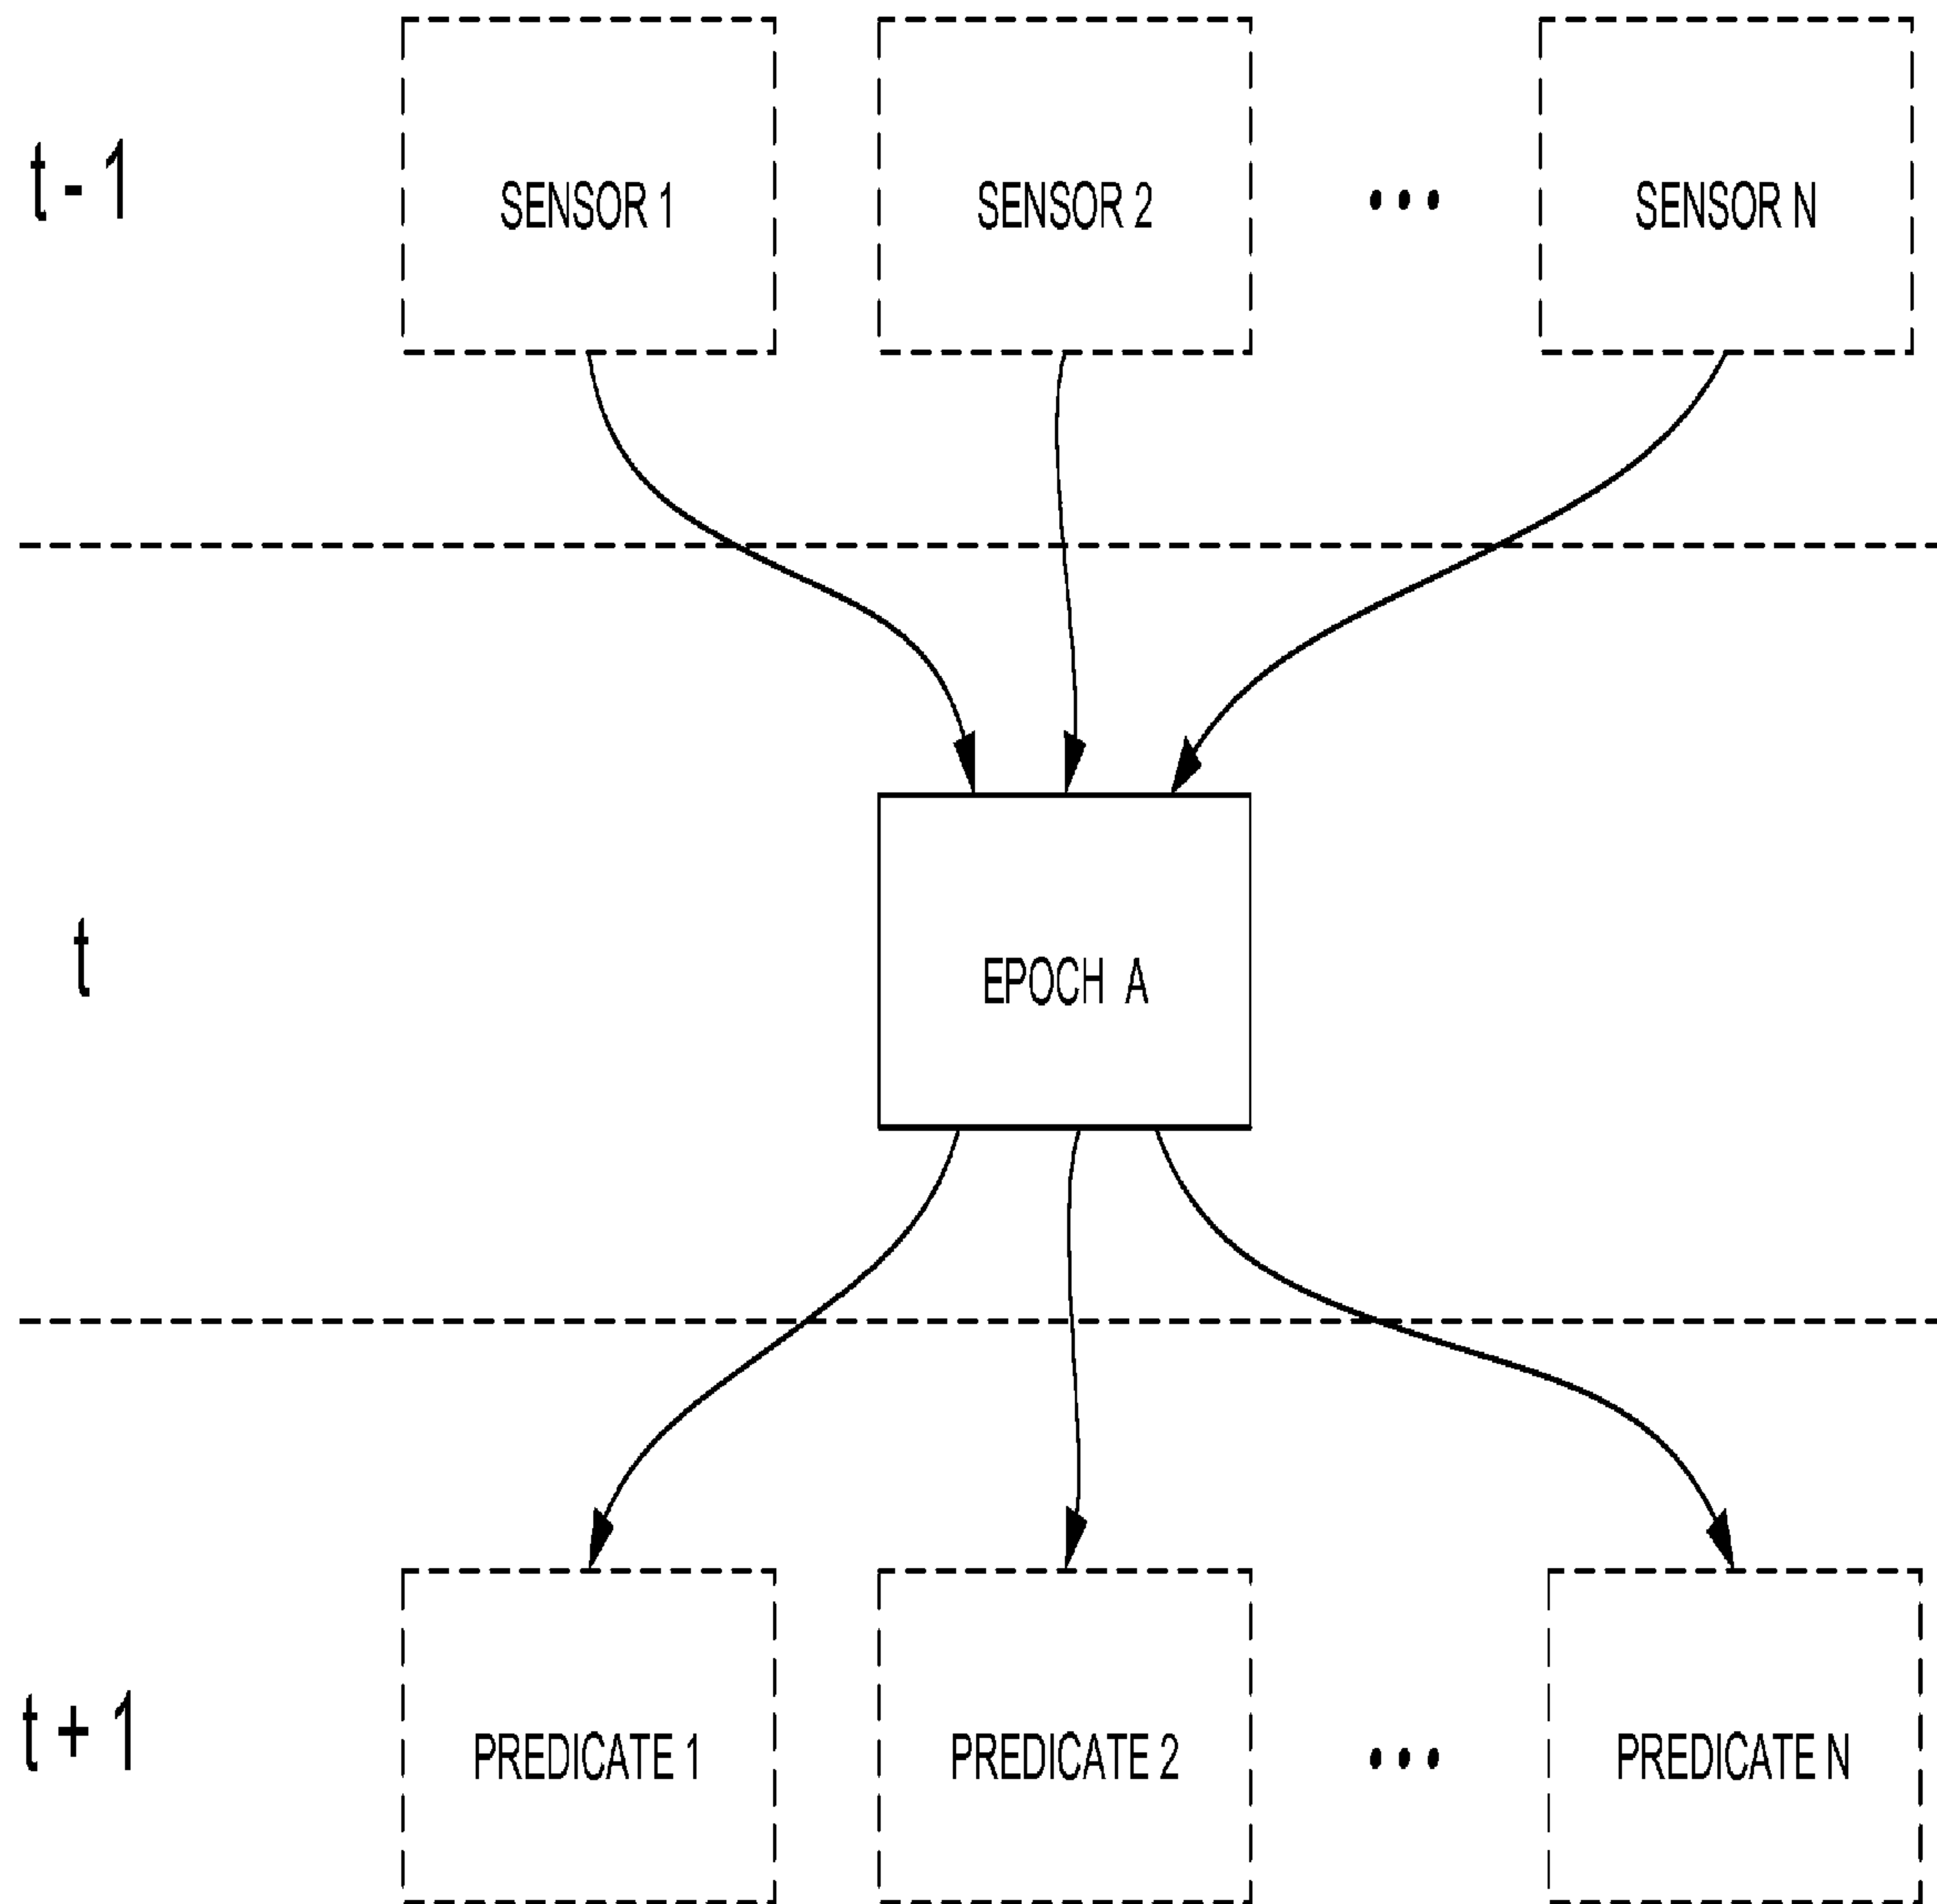 t - 1
SENSOR 1
SENSOR 2
•••
SENSOR N
t
EPOCH A
t + 1
PREDICATE 1
PREDICATE 2
•••
PREDICATE N